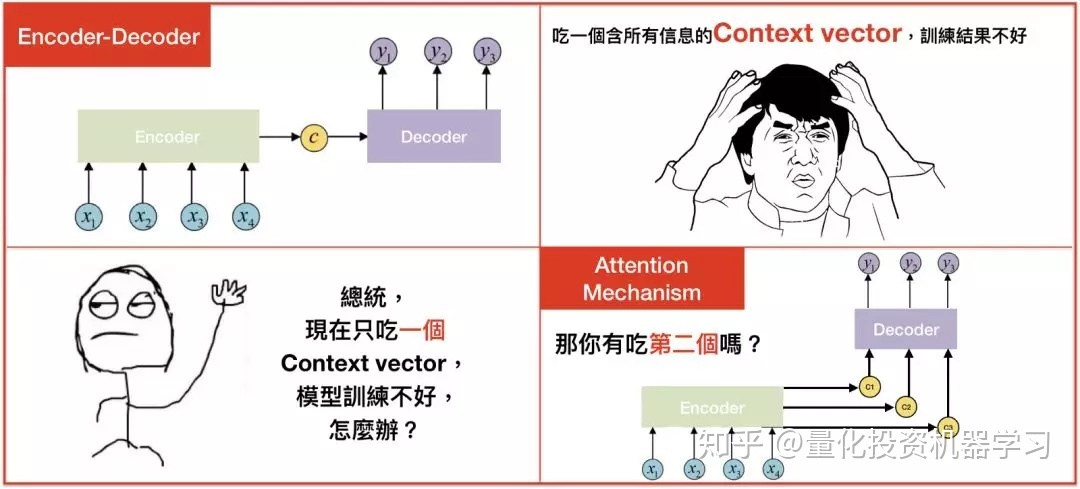 Encoder-Decoder
y₁ y₂ y₃
Encoder
c
Decoder
x₁ x₂ x₃ x₄
吃一個含所有信息的Context vector，訓練結果不好
總統，
現在只吃一個
Context vector，
模型訓練不好，
怎麼辦？
Attention
Mechanism
那你有吃第二個嗎？
y₁ y₂ y₃
Decoder
C1
C2
C3
Encoder
x₁ x₂ x₃ x₄
知乎 @量化投资机器学习